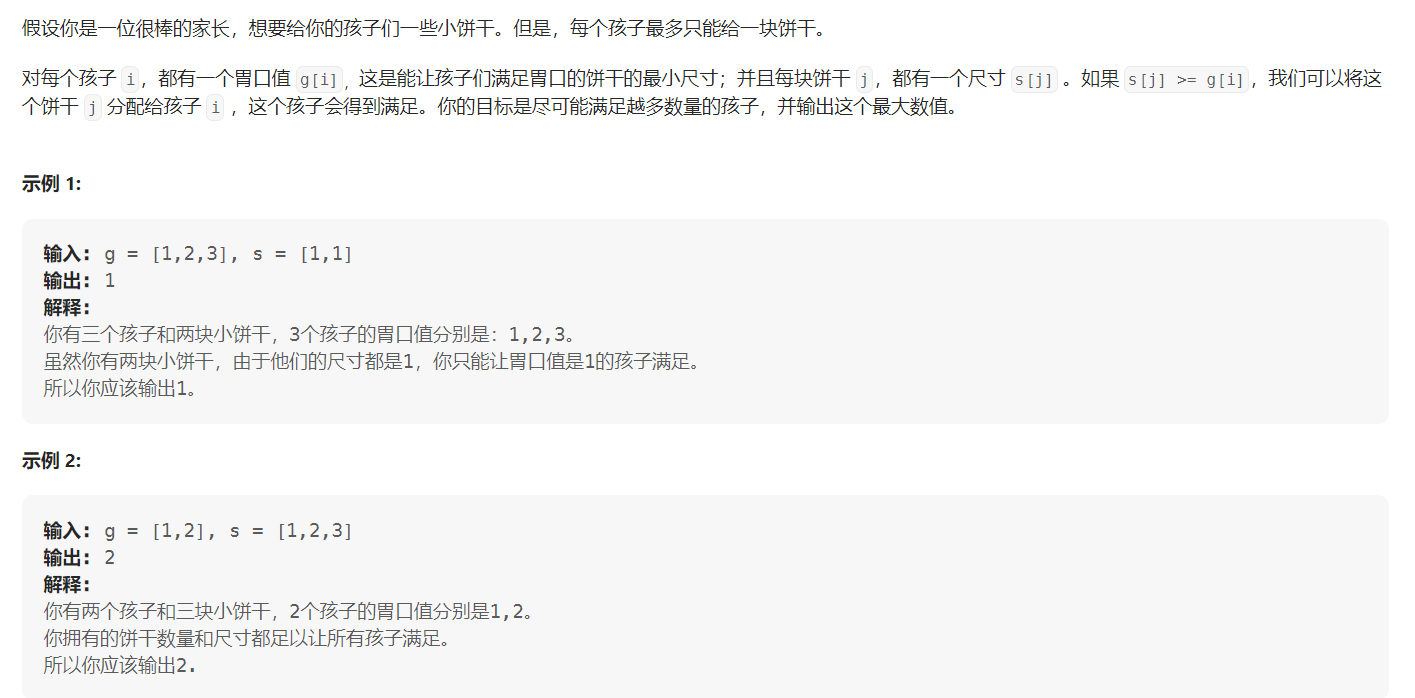 假设你是一位很棒的家长，想要给你的孩子们一些小饼干。但是，每个孩子最多只能给一块饼干。
对每个孩子 i，都有一个胃口值 g[i]，这是能让孩子们满足胃口的饼干的最小尺寸；并且每块饼干 j，都有一个尺寸 s[j] 。如果 s[j] >= g[i]，我们可以将这
个饼干 j 分配给孩子 i ，这个孩子会得到满足。你的目标是尽可能满足越多数量的孩子，并输出这个最大数值。
示例 1:
输入: g = [1,2,3], s = [1,1]
输出: 1
解释:
你有三个孩子和两块小饼干，3个孩子的胃口值分别是：1,2,3。
虽然你有两块小饼干，由于他们的尺寸都是1，你只能让胃口值是1的孩子满足。
所以你应该输出1。
示例 2:
输入: g = [1,2], s = [1,2,3]
输出: 2
解释:
你有两个孩子和三块小饼干，2个孩子的胃口值分别是1,2。
你拥有的饼干数量和尺寸都足以让所有孩子满足。
所以你应该输出2.